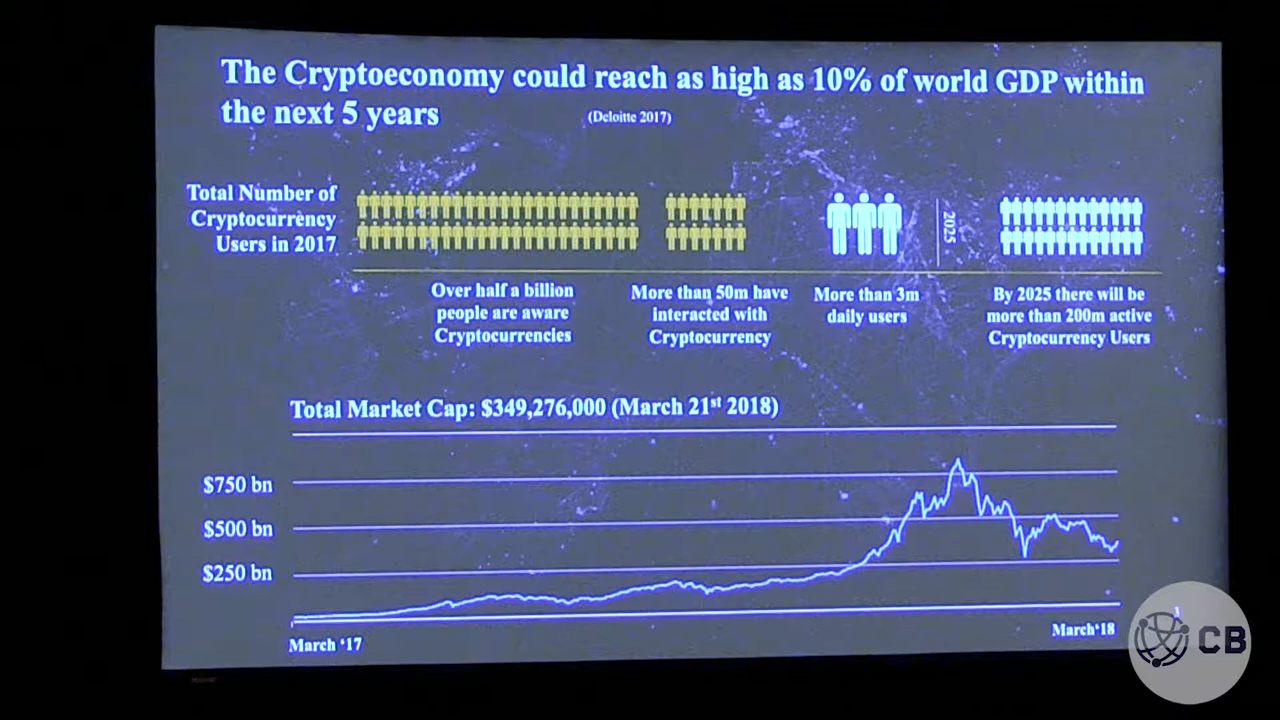 The Cryptoeconomy could reach as high as 10% of world GDP within
the next 5 years
(Deloitte 2017)
Total Number of
Cryptocurrency
Users in 2017
2025
Over half a billion
people are aware
Cryptocurrencies
More than 50m have
interacted with
Cryptocurrency
More than 3m
daily users
By 2025 there will be
more than 200m active
Cryptocurrency Users
Total Market Cap: $349,276,000 (March 21st 2018)
$750 bn
$500 bn
$250 bn
March ‘17
March‘18
3
CB